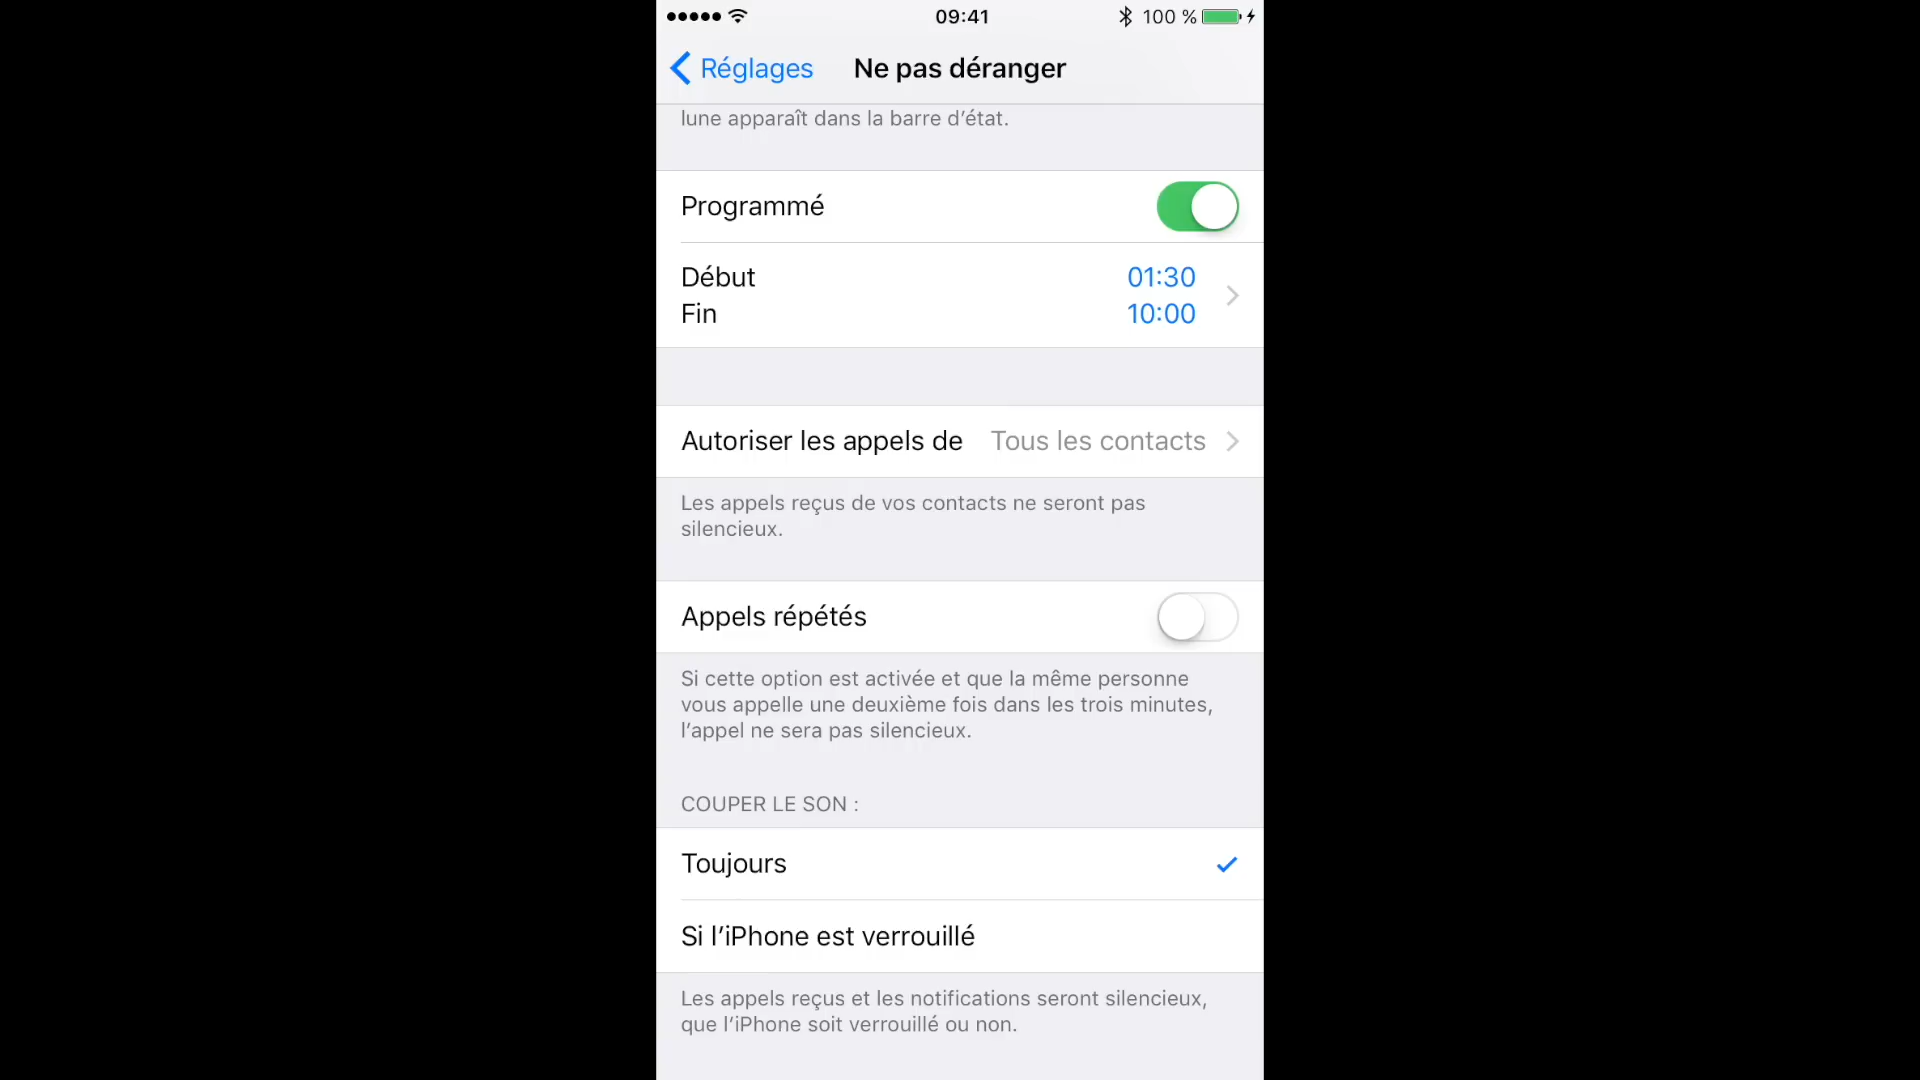 09:41
100 %
Réglages
Ne pas déranger
lune apparaît dans la barre d’état.
Programmé
Début
01:30
Fin
10:00
Autoriser les appels de
Tous les contacts
Les appels reçus de vos contacts ne seront pas
silencieux.
Appels répétés
Si cette option est activée et que la même personne
vous appelle une deuxième fois dans les trois minutes,
l’appel ne sera pas silencieux.
COUPER LE SON :
Toujours
Si l’iPhone est verrouillé
Les appels reçus et les notifications seront silencieux,
que l’iPhone soit verrouillé ou non.